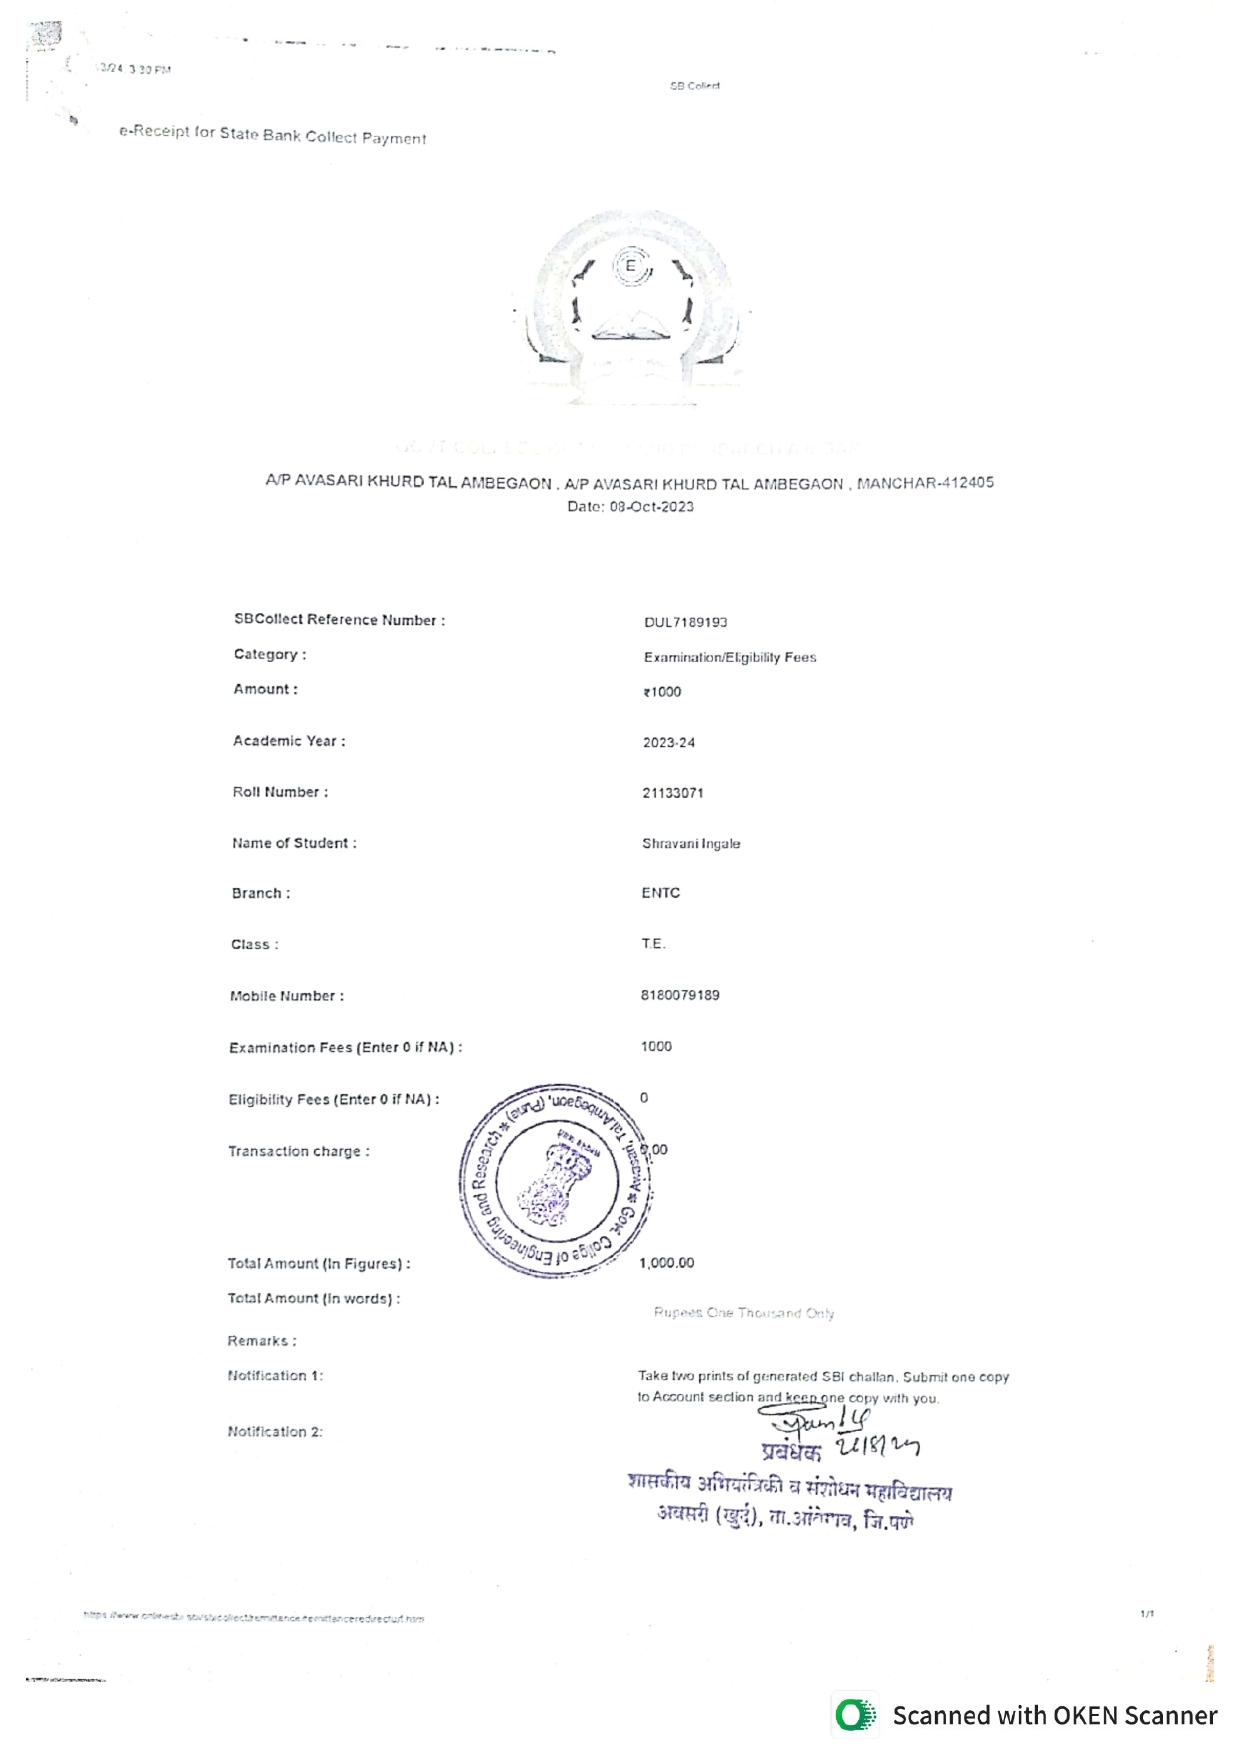 3/24, 3:30 PM
SB Collect
e-Receipt for State Bank Collect Payment
E
A/P AVASARI KHURD TAL AMBEGAON , A/P AVASARI KHURD TAL AMBEGAON , MANCHAR-412405
Date: 08-Oct-2023
SBCollect Reference Number : DUL7189193
Category : Examination/Eligibility Fees
Amount : ₹1000
Academic Year : 2023-24
Roll Number : 21133071
Name of Student : Shravani Ingale
Branch : ENTC
Class : T.E.
Mobile Number : 8180079189
Examination Fees (Enter 0 if NA) : 1000
Eligibility Fees (Enter 0 if NA) : 0
Transaction charge : 0.00
Govt. Collge of Engineering and Research * Avasari, Tal.Ambegaon, (Pune) *
Total Amount (In Figures) : 1,000.00
Total Amount (In words) : Rupees One Thousand Only
Remarks :
Notification 1: Take two prints of generated SBI challan. Submit one copy
to Account section and keep one copy with you.
Notification 2:
प्रबंधक
शासकीय अभियांत्रिकी व संशोधन महाविद्यालय
अवसरी (खुर्द), ता.आंबेगाव, जि.पुणे
https://www.onlinesbi.sbi/sbicollect/remittance/remittanceredirecturl.htm
1/1
Scanned with OKEN Scanner